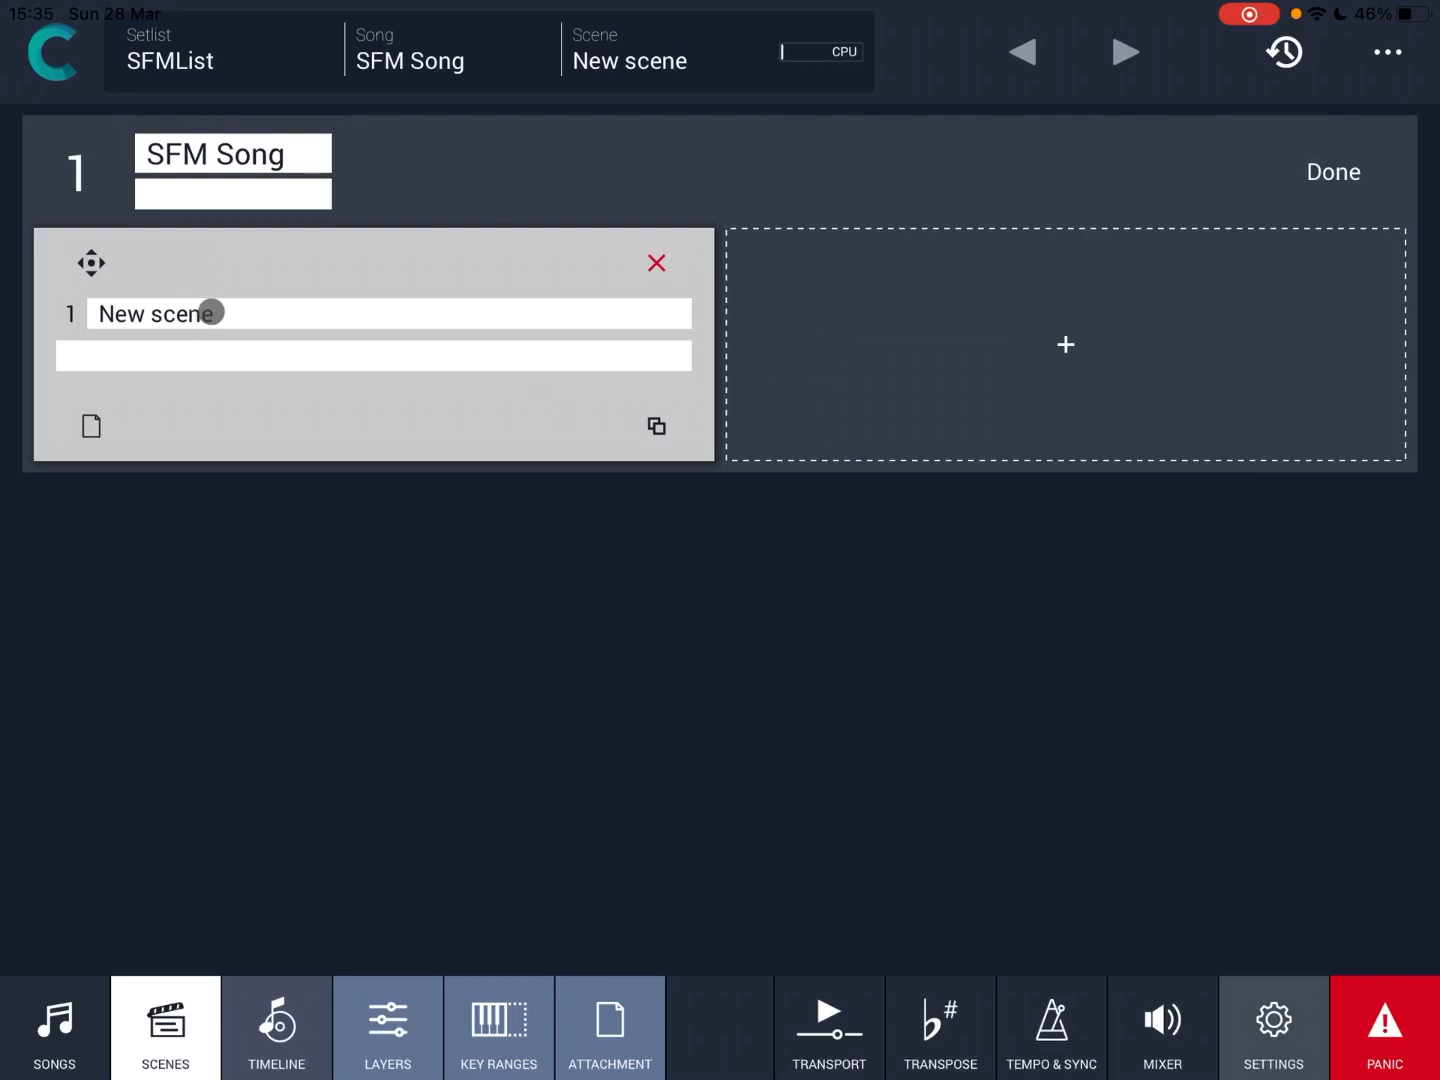 15:35 Sun 28 Mar
46%
Setlist
SFMList
Song
SFM Song
Scene
New scene
CPU
1
SFM Song
Done
1 New scene
+
SONGS
SCENES
TIMELINE
LAYERS
KEY RANGES
ATTACHMENT
TRANSPORT
TRANSPOSE
TEMPO & SYNC
MIXER
SETTINGS
PANIC